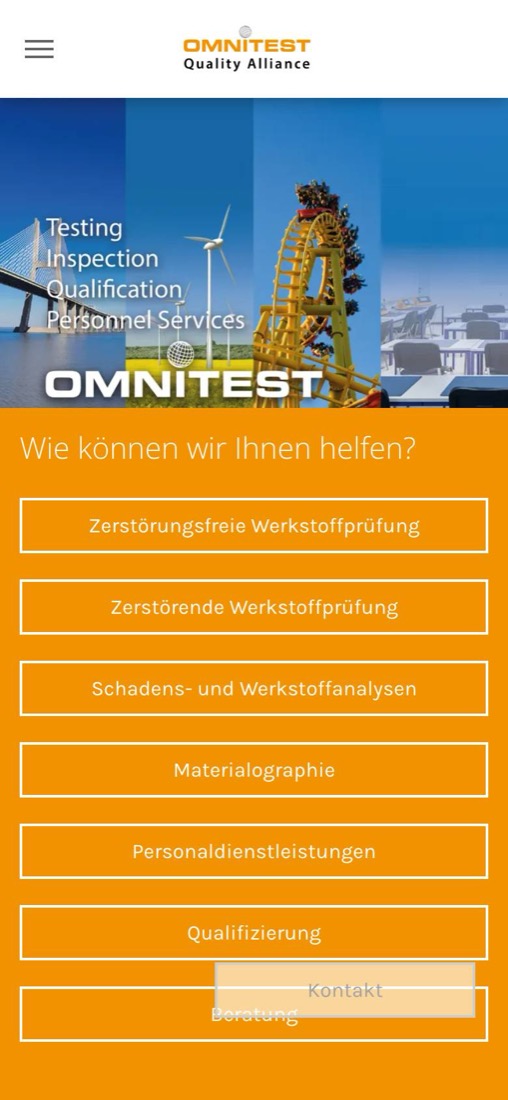 OMNITEST
Quality Alliance
Testing
Inspection
Qualification
Personnel Services
OMNITEST
Wie können wir Ihnen helfen?
Zerstörungsfreie Werkstoffprüfung
Zerstörende Werkstoffprüfung
Schadens- und Werkstoffanalysen
Materialographie
Personaldienstleistungen
Qualifizierung
Kontakt
Beratung